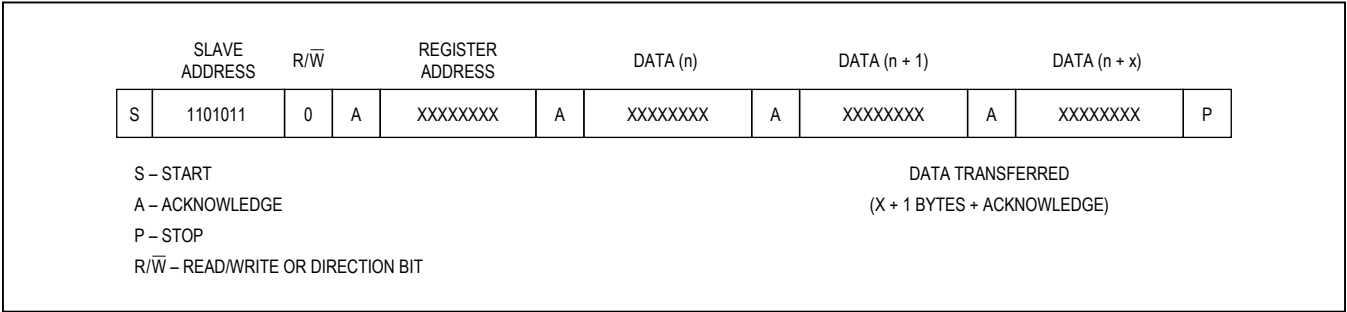 SLAVE ADDRESS R/W̅ REGISTER ADDRESS DATA (n) DATA (n + 1) DATA (n + x)
S 1101011 0 A XXXXXXXX A XXXXXXXX A XXXXXXXX A XXXXXXXX P
S – START
A – ACKNOWLEDGE
P – STOP
R/W̅ – READ/WRITE OR DIRECTION BIT
DATA TRANSFERRED
(X + 1 BYTES + ACKNOWLEDGE)